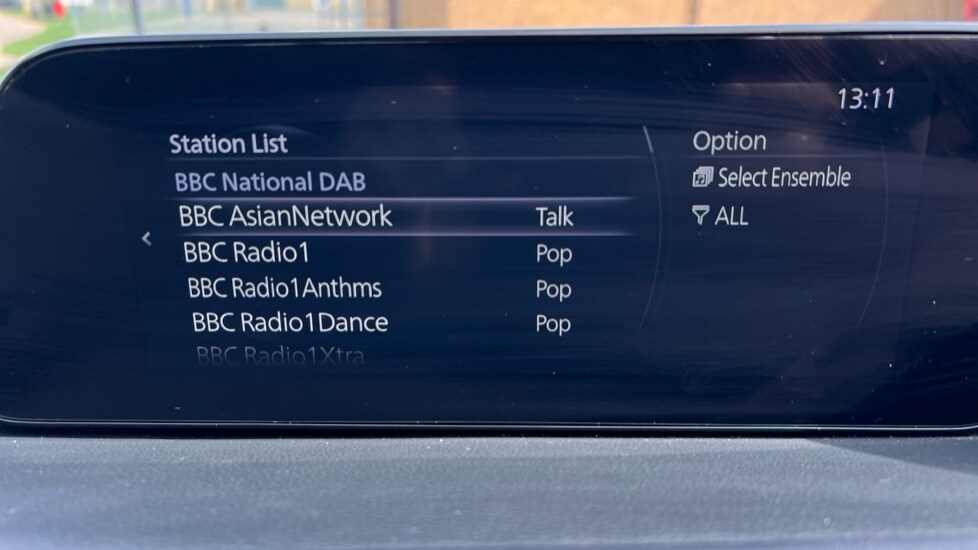 13:11
Station List
BBC National DAB
BBC AsianNetwork Talk
BBC Radio1 Pop
BBC Radio1Anthms Pop
BBC Radio1Dance Pop
BBC Radio1Xtra
Option
Select Ensemble
ALL